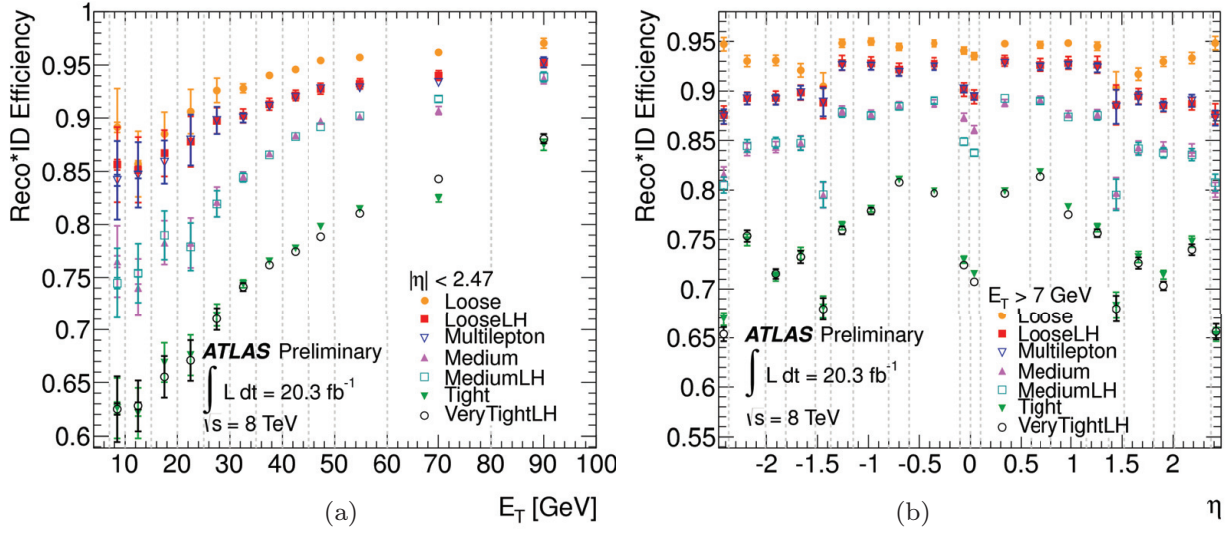 Reco*ID Efficiency
1
0.95
0.9
0.85
0.8
0.75
0.7
0.65
0.6
|η| < 2.47
Loose
LooseLH
Multilepton
Medium
MediumLH
Tight
VeryTightLH
ATLAS Preliminary
∫ L dt = 20.3 fb-1
√s = 8 TeV
10 20 30 40 50 60 70 80 90 100
E_T [GeV]
(a)
Reco*ID Efficiency
0.95
0.9
0.85
0.8
0.75
0.7
0.65
0.6
0.55
E_T > 7 GeV
Loose
LooseLH
Multilepton
Medium
MediumLH
Tight
VeryTightLH
ATLAS Preliminary
∫ L dt = 20.3 fb-1
√s = 8 TeV
-2 -1.5 -1 -0.5 0 0.5 1 1.5 2
η
(b)